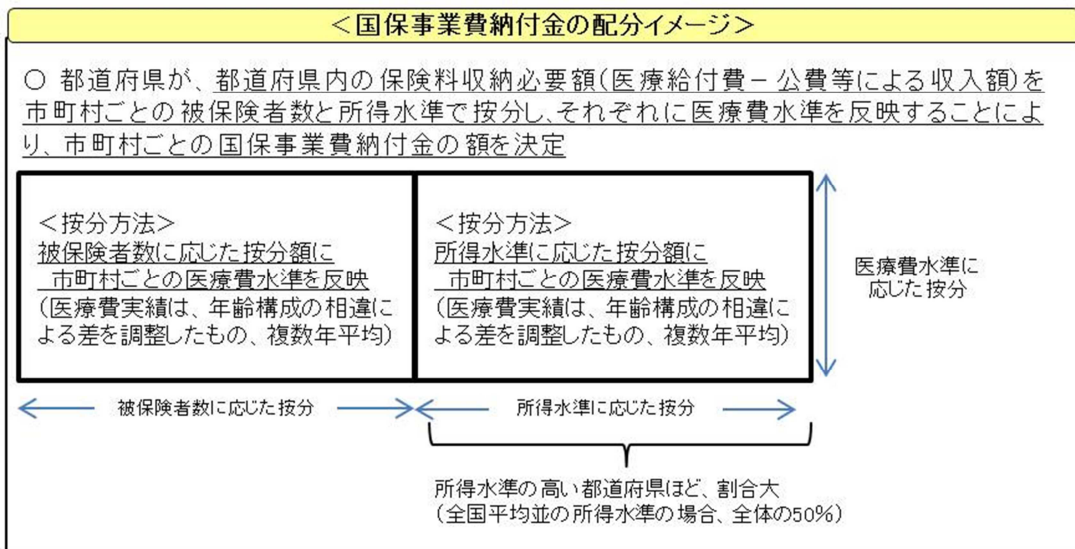 ＜国保事業費納付金の配分イメージ＞
○ 都道府県が、都道府県内の保険料収納必要額(医療給付費－公費等による収入額)を
市町村ごとの被保険者数と所得水準で按分し、それぞれに医療費水準を反映することによ
り、市町村ごとの国保事業費納付金の額を決定
＜按分方法＞
被保険者数に応じた按分額に
市町村ごとの医療費水準を反映
(医療費実績は、年齢構成の相違
による差を調整したもの、複数年平均)
＜按分方法＞
所得水準に応じた按分額に
市町村ごとの医療費水準を反映
(医療費実績は、年齢構成の相違
による差を調整したもの、複数年平均)
医療費水準に
応じた按分
被保険者数に応じた按分
所得水準に応じた按分
所得水準の高い都道府県ほど、割合大
(全国平均並の所得水準の場合、全体の50%)